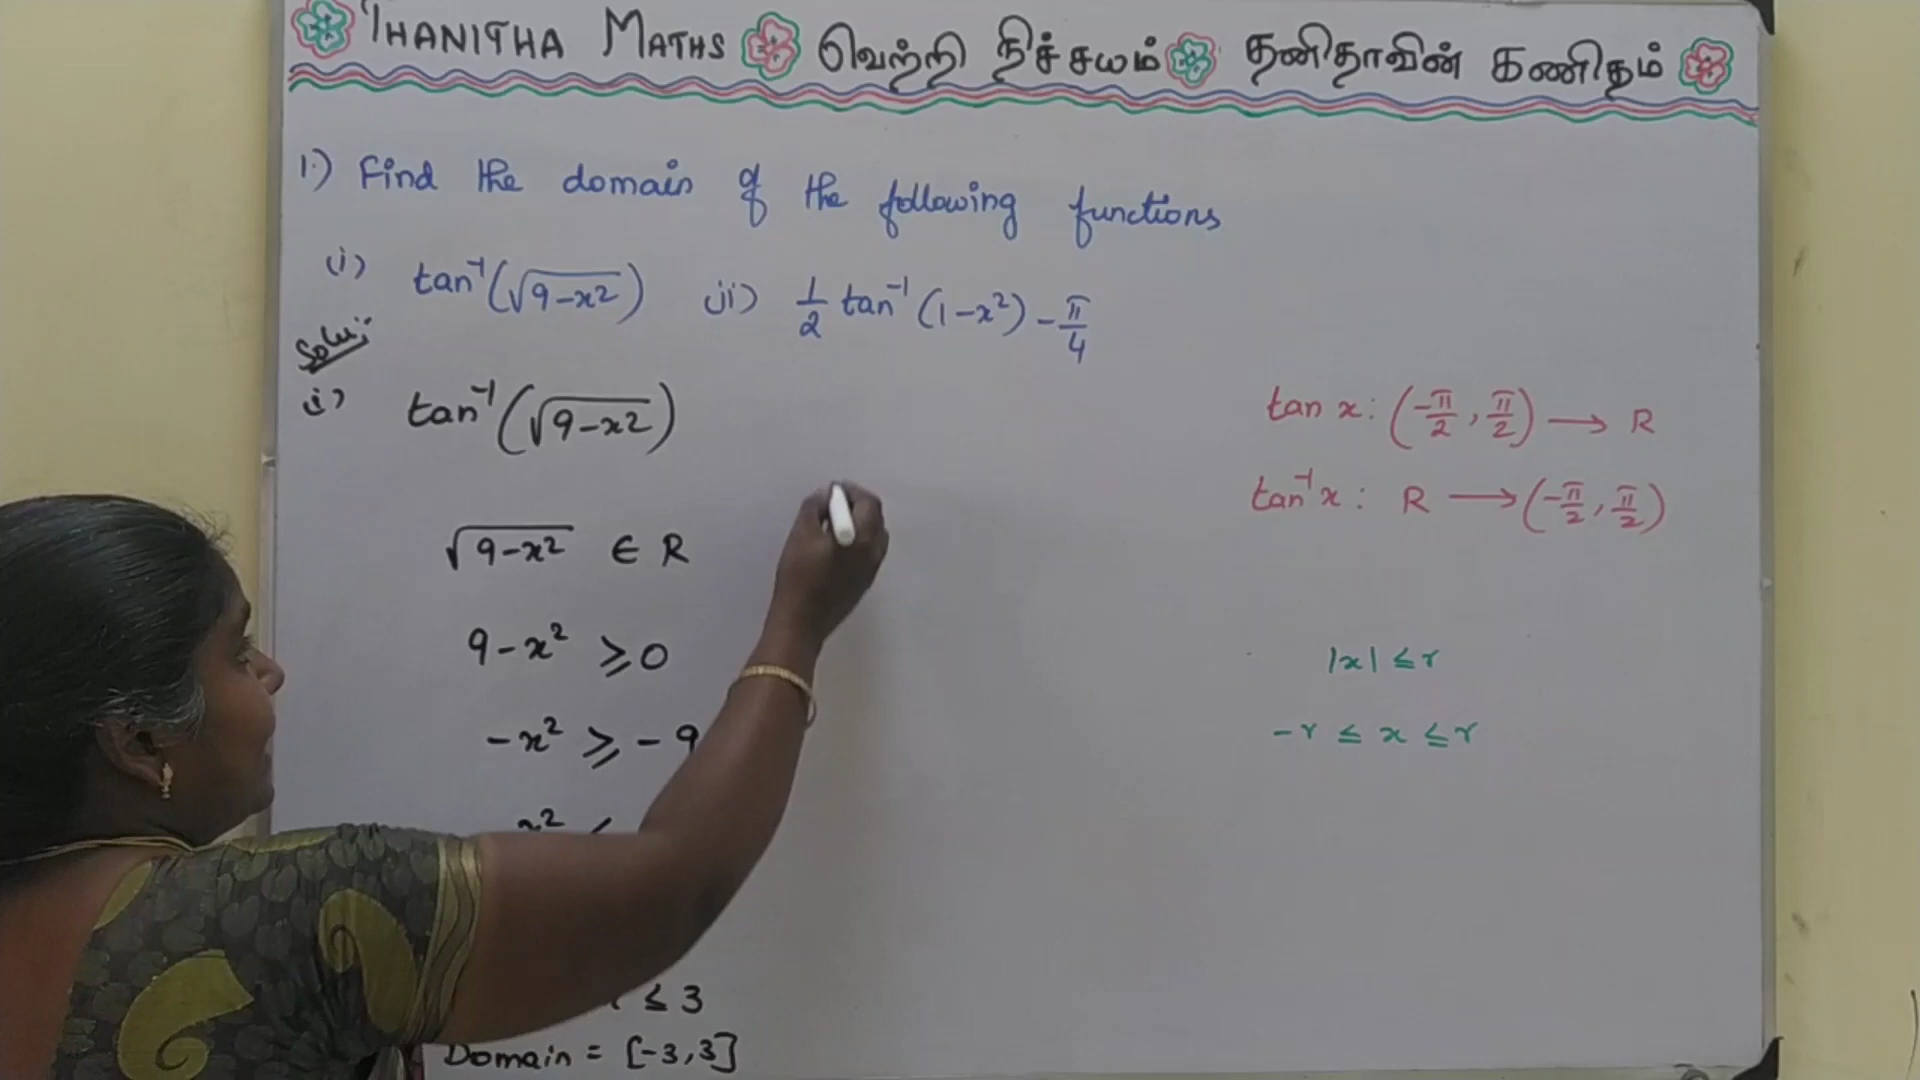 THANITHA MATHS வெற்றி நிச்சயம் தனிதாவின் கணிதம்
1.) Find the domain of the following functions
(i) tan⁻¹(√9-x²) (ii) 1/2 tan⁻¹(1-x²) - π/4
Solu:
(i) tan⁻¹(√9-x²)
√9-x² ∈ R
9-x² ≥ 0
-x² ≥ -9
x² ≤
≤ 3
Domain = [-3,3]
tan x: (-π/2, π/2) → R
tan⁻¹x: R → (-π/2, π/2)
|x| ≤ r
-r ≤ x ≤ r